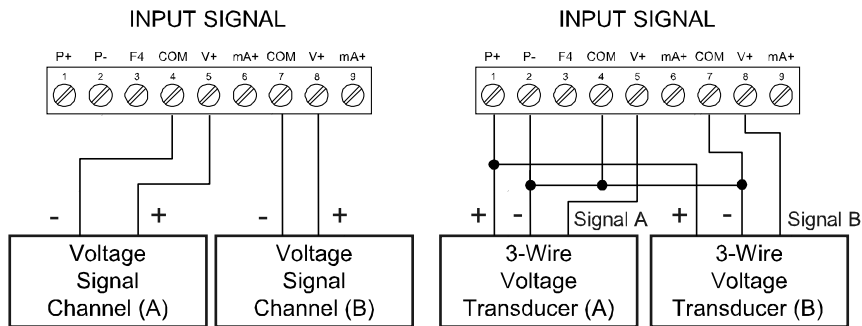 INPUT SIGNAL
P+ P- F4 COM V+ mA+ COM V+ mA+
1 2 3 4 5 6 7 8 9
- + - +
Voltage
Signal
Channel (A)
Voltage
Signal
Channel (B)
INPUT SIGNAL
P+ P- F4 COM V+ mA+ COM V+ mA+
1 2 3 4 5 6 7 8 9
+ - Signal A + - Signal B
3-Wire
Voltage
Transducer (A)
3-Wire
Voltage
Transducer (B)